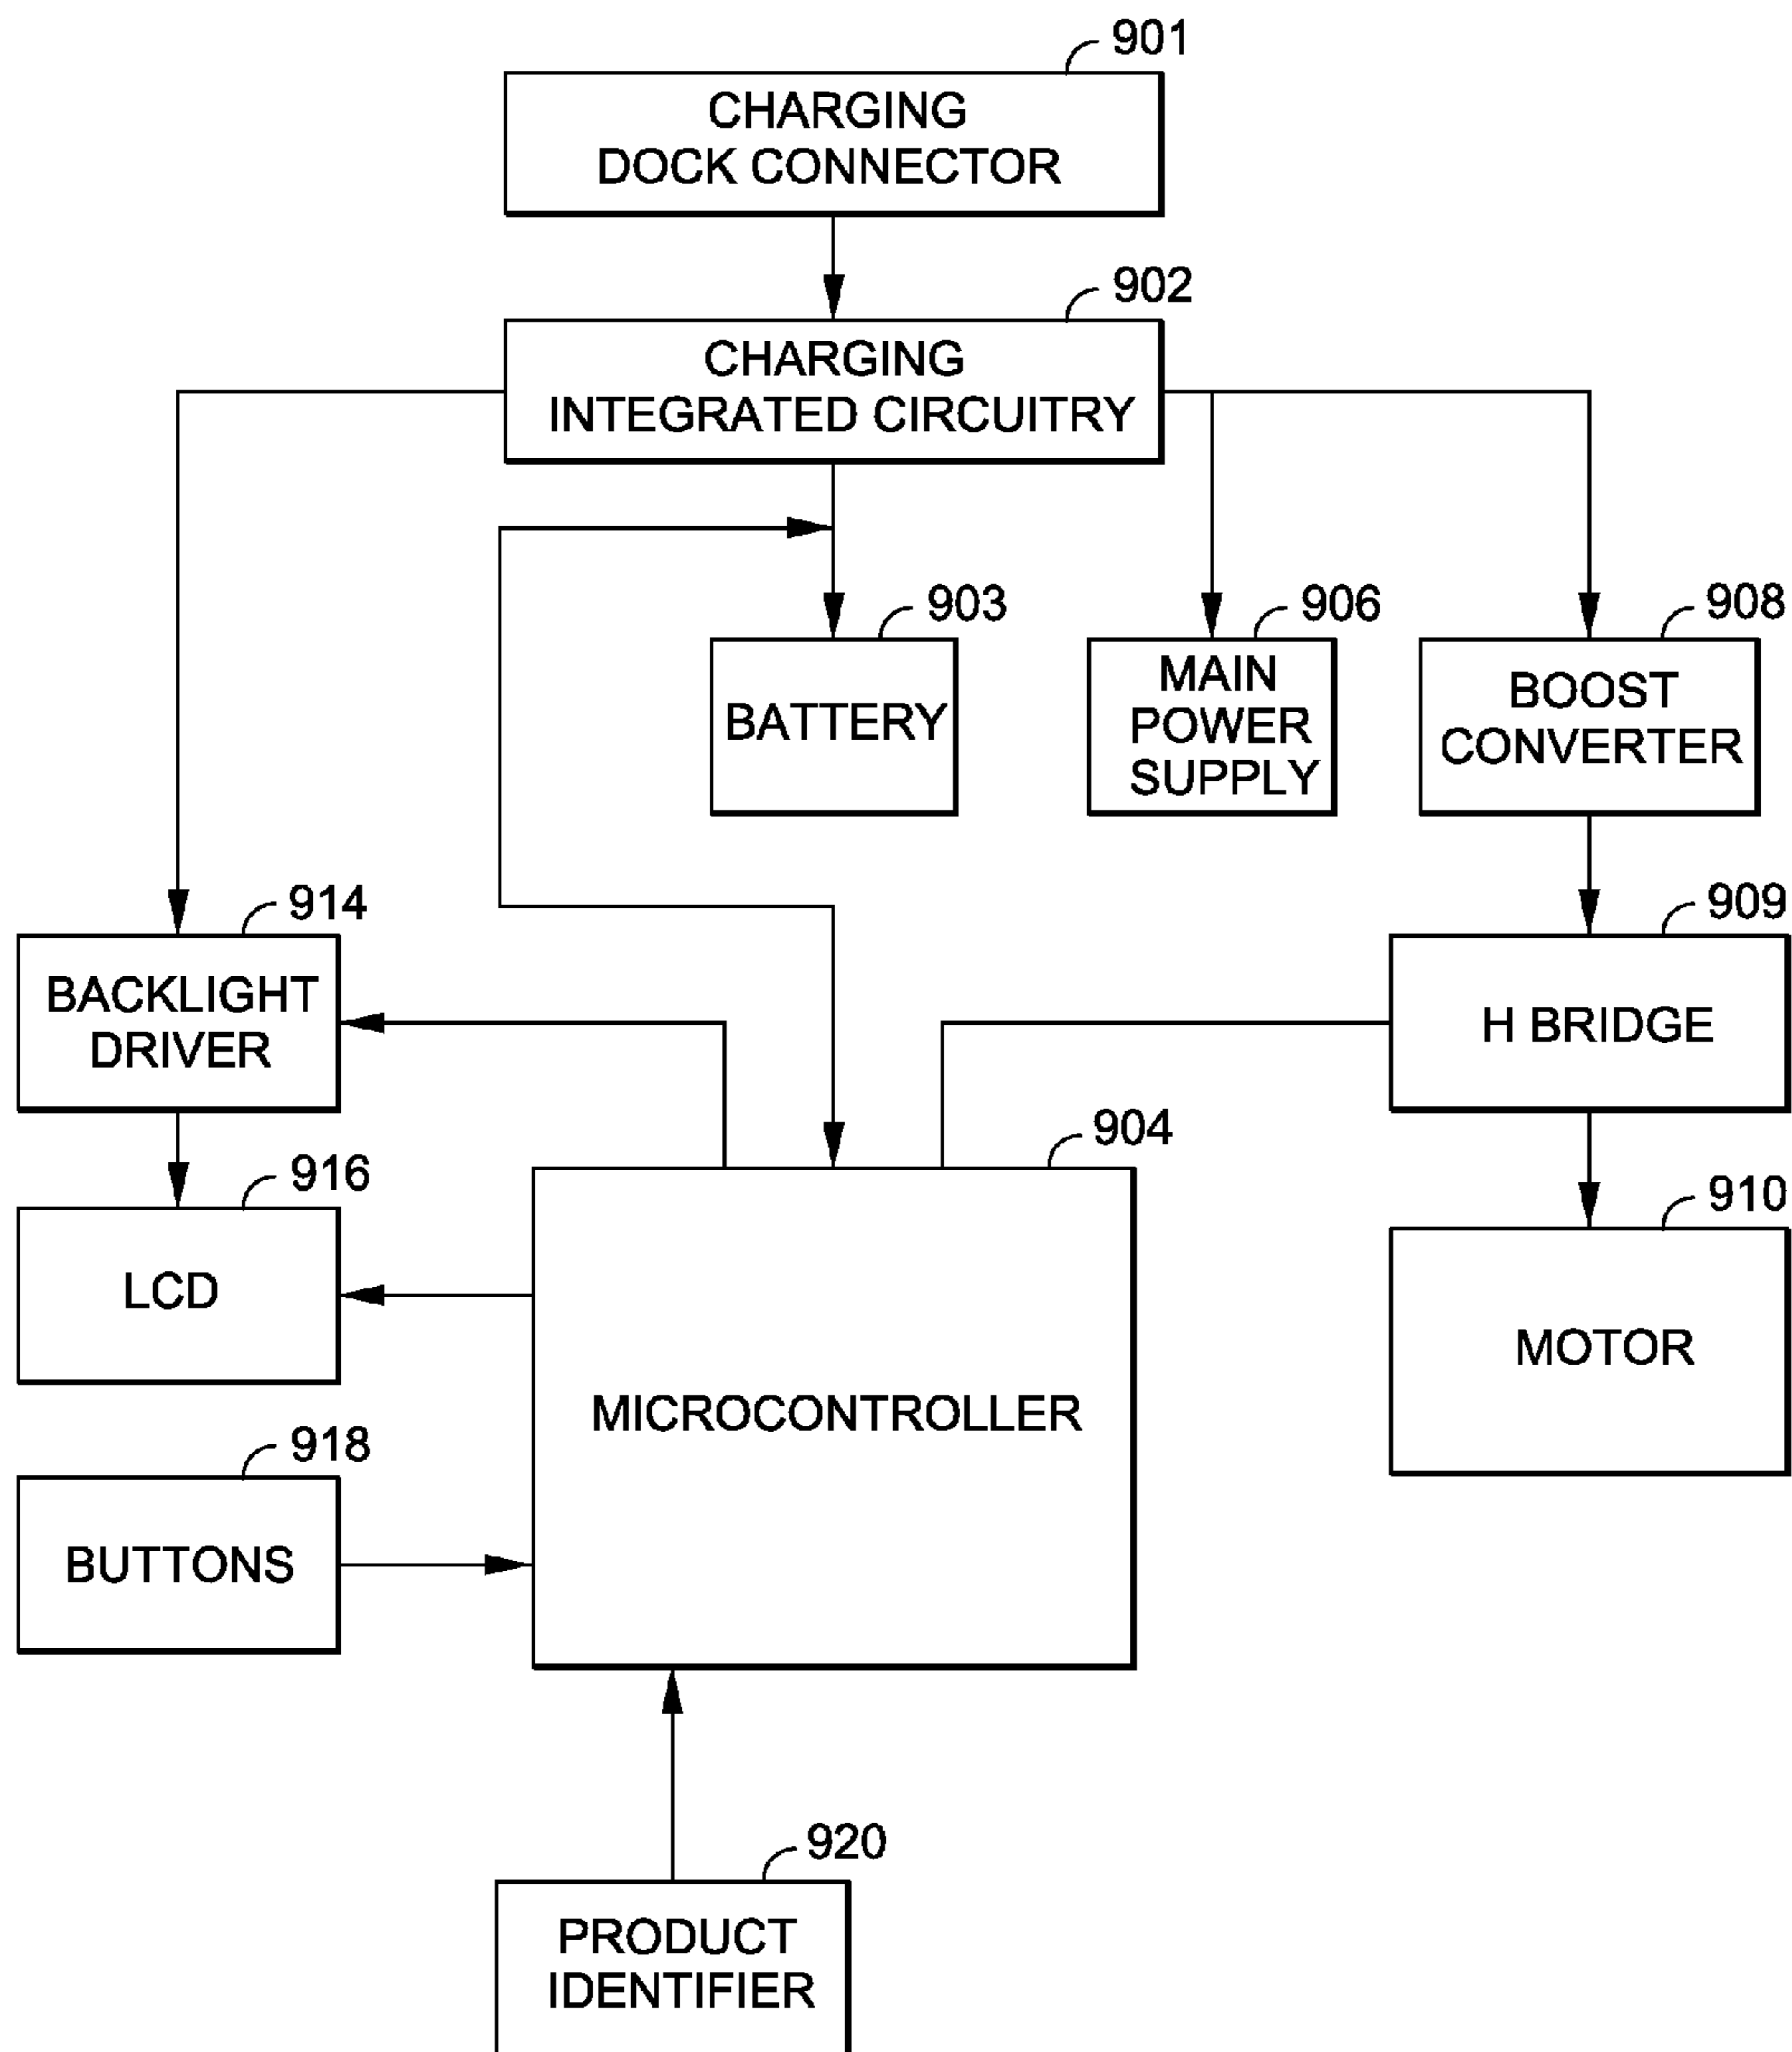 901
CHARGING
DOCK CONNECTOR
902
CHARGING
INTEGRATED CIRCUITRY
903
BATTERY
906
MAIN
POWER
SUPPLY
908
BOOST
CONVERTER
914
BACKLIGHT
DRIVER
909
H BRIDGE
904
MICROCONTROLLER
916
LCD
910
MOTOR
918
BUTTONS
920
PRODUCT
IDENTIFIER